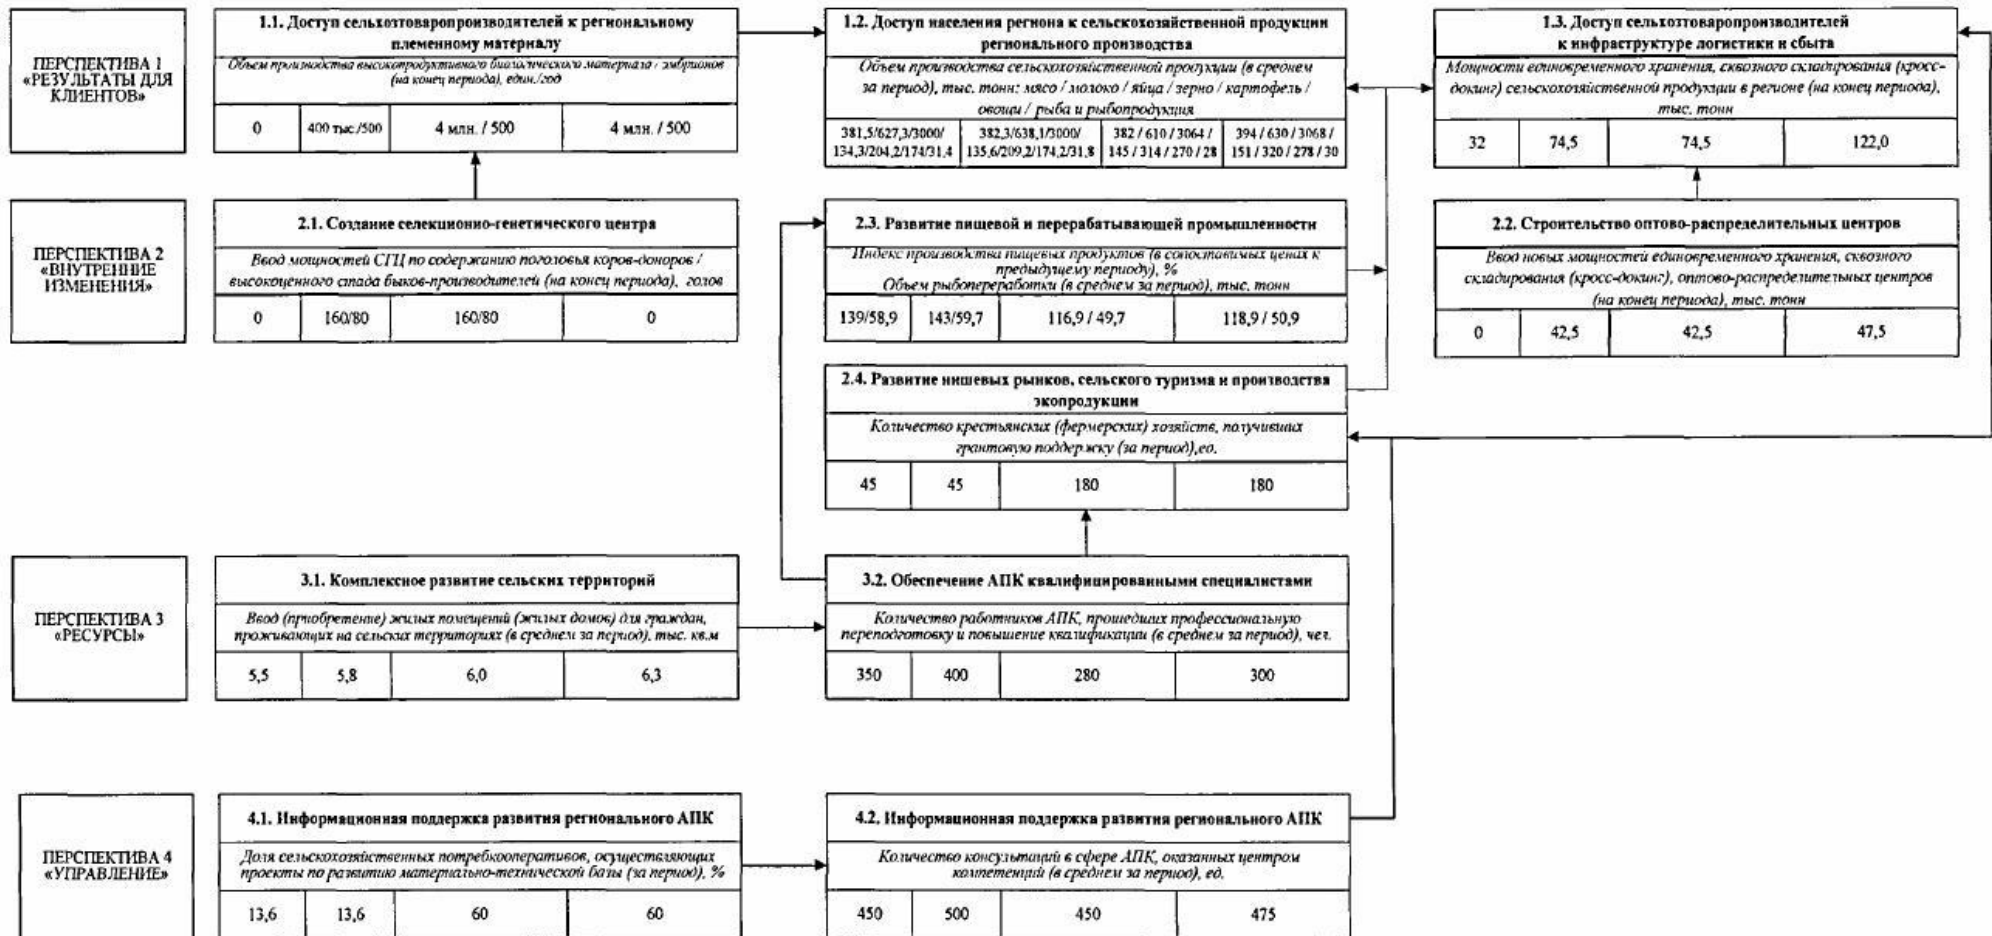 ПЕРСПЕКТИВА 1
«РЕЗУЛЬТАТЫ ДЛЯ
КЛИЕНТОВ»
1.1. Доступ сельхозтоваропроизводителей к региональному
племенному материалу
Объем производства высокопродуктивного биологического материала / эмбрионов
(на конец периода), един./год
0 400 тыс./500 4 млн. / 500 4 млн. / 500
1.2. Доступ населения региона к сельскохозяйственной продукции
регионального производства
Объем производства сельскохозяйственной продукции (в среднем
за период), тыс. тонн: мясо / молоко / яйца / зерно / картофель /
овощи / рыба и рыбопродукция
381,5/627,3/3000/ 382,3/638,1/3000/ 382 / 610 / 3064 / 394 / 630 / 3068 /
134,3/204,2/174/31,4 135,6/209,2/174,2/31,8 145 / 314 / 270 / 28 151 / 320 / 278 / 30
1.3. Доступ сельхозтоваропроизводителей
к инфраструктуре логистики и сбыта
Мощности единовременного хранения, сквозного складирования (кросс-
докинг) сельскохозяйственной продукции в регионе (на конец периода),
тыс. тонн
32 74,5 74,5 122,0
ПЕРСПЕКТИВА 2
«ВНУТРЕННИЕ
ИЗМЕНЕНИЯ»
2.1. Создание селекционно-генетического центра
Ввод мощностей СГЦ по содержанию поголовья коров-доноров /
высокоценного стада быков-производителей (на конец периода), голов
0 160/80 160/80 0
2.3. Развитие пищевой и перерабатывающей промышленности
Индекс производства пищевых продуктов (в сопоставимых ценах к
предыдущему периоду), %
Объем рыбопереработки (в среднем за период), тыс. тонн
139/58,9 143/59,7 116,9 / 49,7 118,9 / 50,9
2.2. Строительство оптово-распределительных центров
Ввод новых мощностей единовременного хранения, сквозного
складирования (кросс-докинг), оптово-распределительных центров
(на конец периода), тыс. тонн
0 42,5 42,5 47,5
2.4. Развитие нишевых рынков, сельского туризма и производства
экопродукции
Количество крестьянских (фермерских) хозяйств, получивших
грантовую поддержку (за период),ед.
45 45 180 180
ПЕРСПЕКТИВА 3
«РЕСУРСЫ»
3.1. Комплексное развитие сельских территорий
Ввод (приобретение) жилых помещений (жилых домов) для граждан,
проживающих на сельских территориях (в среднем за период), тыс. кв.м
5,5 5,8 6,0 6,3
3.2. Обеспечение АПК квалифицированными специалистами
Количество работников АПК, прошедших профессиональную
переподготовку и повышение квалификации (в среднем за период), чел.
350 400 280 300
ПЕРСПЕКТИВА 4
«УПРАВЛЕНИЕ»
4.1. Информационная поддержка развития регионального АПК
Доля сельскохозяйственных потребкооперативов, осуществляющих
проекты по развитию материально-технической базы (за период), %
13,6 13,6 60 60
4.2. Информационная поддержка развития регионального АПК
Количество консультаций в сфере АПК, оказанных центром
компетенций (в среднем за период), ед.
450 500 450 475